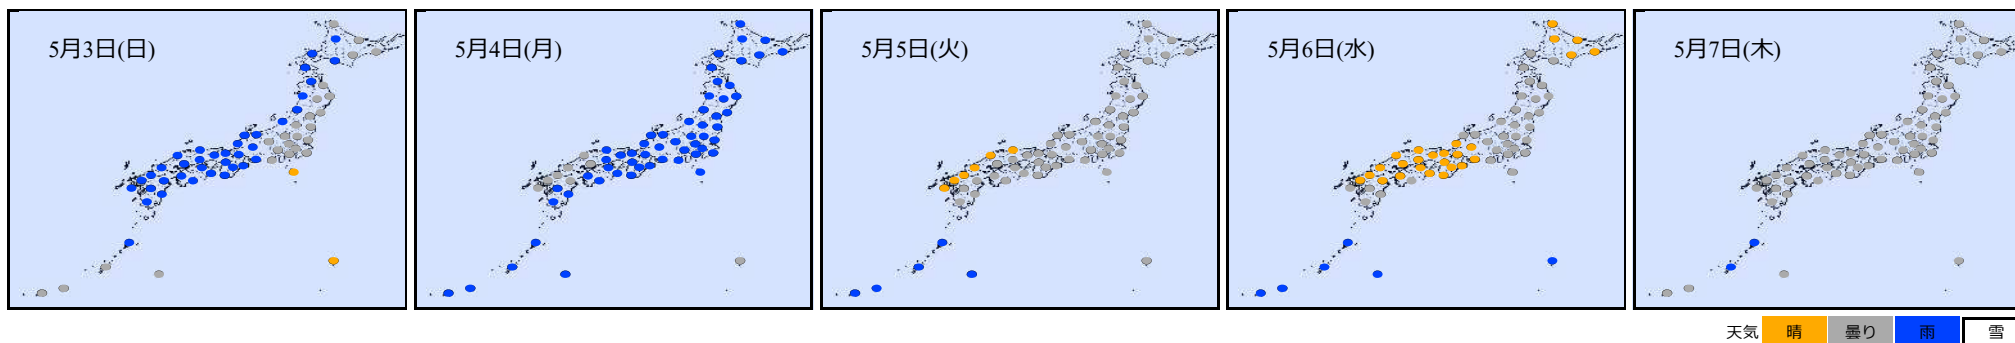 5月3日(日)
5月4日(月)
5月5日(火)
5月6日(水)
5月7日(木)
天気 晴 曇り 雨 雪